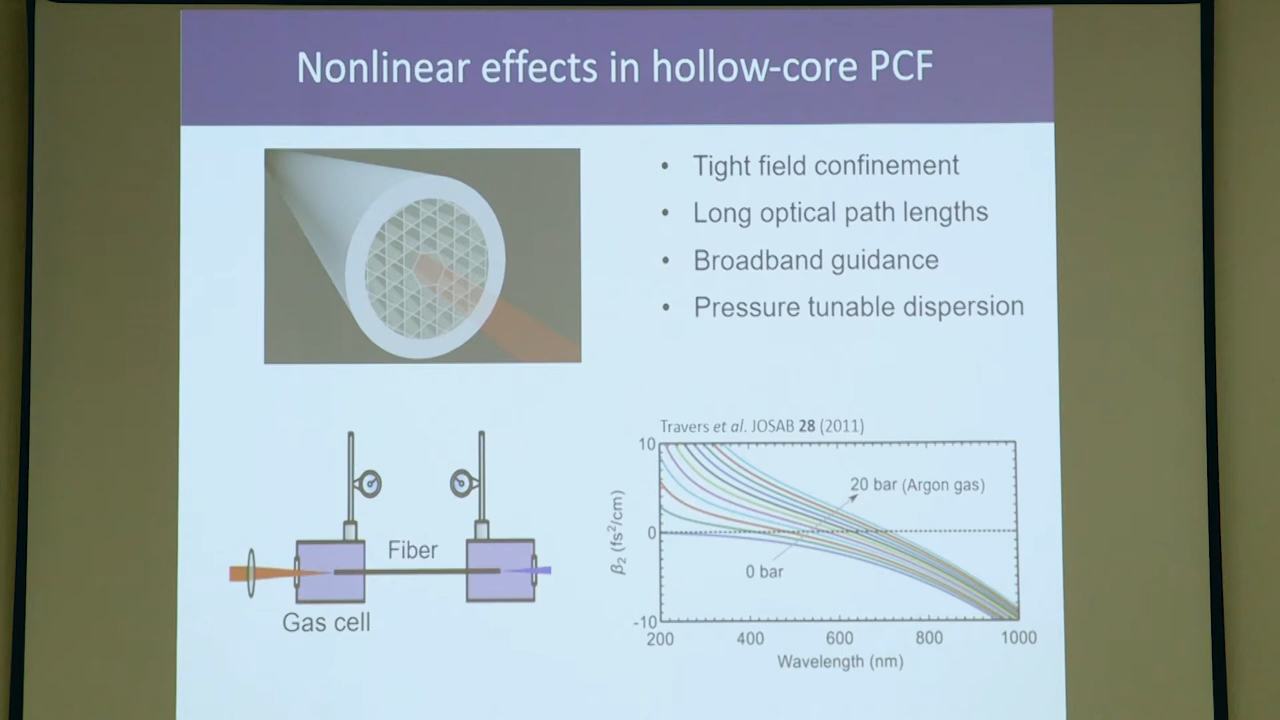 Nonlinear effects in hollow-core PCF
• Tight field confinement
• Long optical path lengths
• Broadband guidance
• Pressure tunable dispersion
Fiber
Gas cell
Travers et al. JOSAB 28 (2011)
10
0
-10
β₂ (fs²/cm)
20 bar (Argon gas)
0 bar
200 400 600 800 1000
Wavelength (nm)